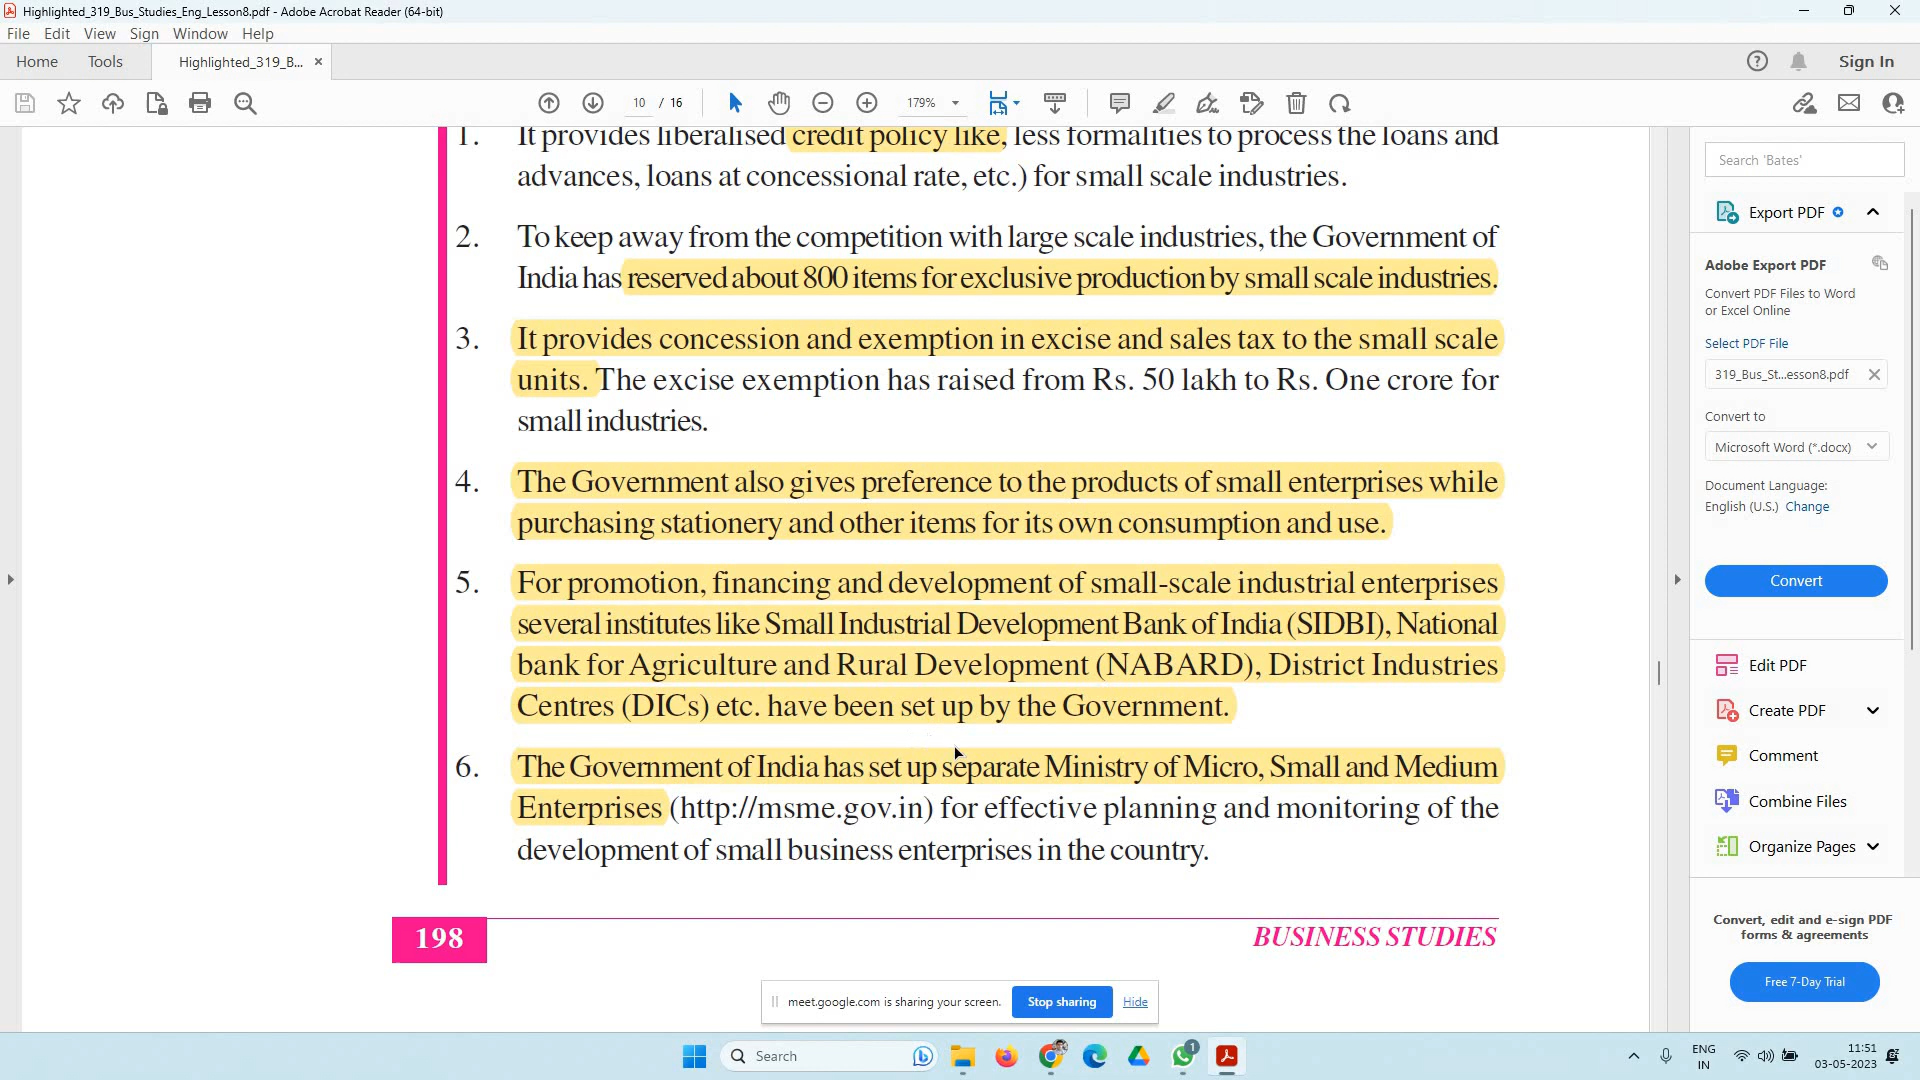 Highlighted_319_Bus_Studies_Eng_Lesson8.pdf - Adobe Acrobat Reader (64-bit)
File Edit View Sign Window Help
Home Tools Highlighted_319_B... × Sign In
10 / 16 179%
1. It provides liberalised credit policy like, less formalities to process the loans and
advances, loans at concessional rate, etc.) for small scale industries.
2. To keep away from the competition with large scale industries, the Government of
India has reserved about 800 items for exclusive production by small scale industries.
3. It provides concession and exemption in excise and sales tax to the small scale
units. The excise exemption has raised from Rs. 50 lakh to Rs. One crore for
small industries.
4. The Government also gives preference to the products of small enterprises while
purchasing stationery and other items for its own consumption and use.
5. For promotion, financing and development of small-scale industrial enterprises
several institutes like Small Industrial Development Bank of India (SIDBI), National
bank for Agriculture and Rural Development (NABARD), District Industries
Centres (DICs) etc. have been set up by the Government.
6. The Government of India has set up separate Ministry of Micro, Small and Medium
Enterprises (http://msme.gov.in) for effective planning and monitoring of the
development of small business enterprises in the country.
198 BUSINESS STUDIES
Search 'Bates'
Export PDF
Adobe Export PDF
Convert PDF Files to Word
or Excel Online
Select PDF File
319_Bus_St...esson8.pdf
Convert to
Microsoft Word (*.docx)
Document Language:
English (U.S.) Change
Convert
Edit PDF
Create PDF
Comment
Combine Files
Organize Pages
Convert, edit and e-sign PDF
forms & agreements
Free 7-Day Trial
meet.google.com is sharing your screen. Stop sharing Hide
Search
1
ENG
IN
11:51
03-05-2023